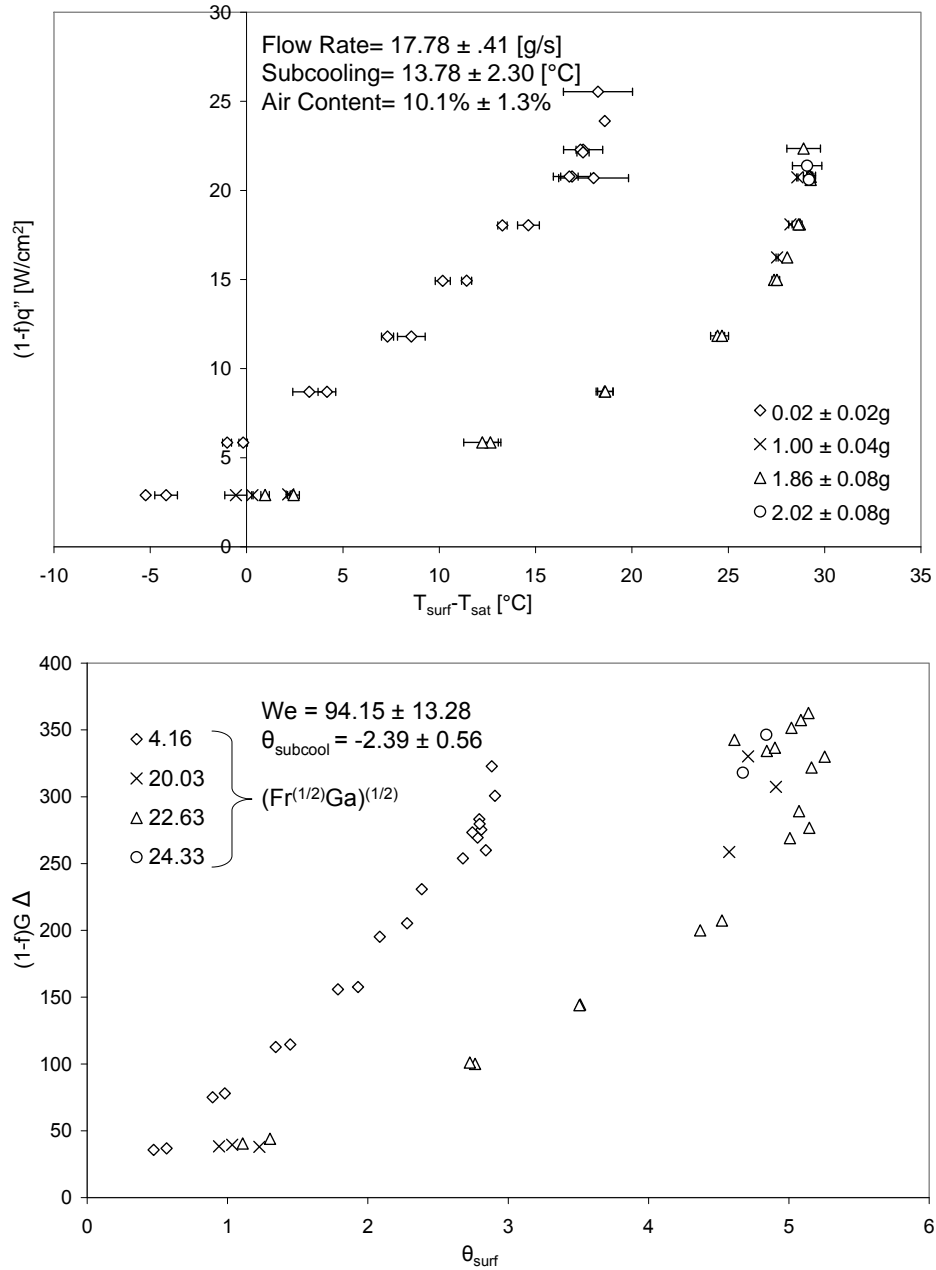 30
25
20
15
10
5
0
(1-f)q” [W/cm²]
Flow Rate= 17.78 ± .41 [g/s]
Subcooling= 13.78 ± 2.30 [°C]
Air Content= 10.1% ± 1.3%
0.02 ± 0.02g
1.00 ± 0.04g
1.86 ± 0.08g
2.02 ± 0.08g
-10 -5 0 5 10 15 20 25 30 35
Tsurf-Tsat [°C]
400
350
300
250
200
150
100
50
0
(1-f)G Δ
We = 94.15 ± 13.28
θsubcool = -2.39 ± 0.56
4.16
20.03
22.63
24.33
(Fr(1/2)Ga)(1/2)
0 1 2 3 4 5 6
θsurf